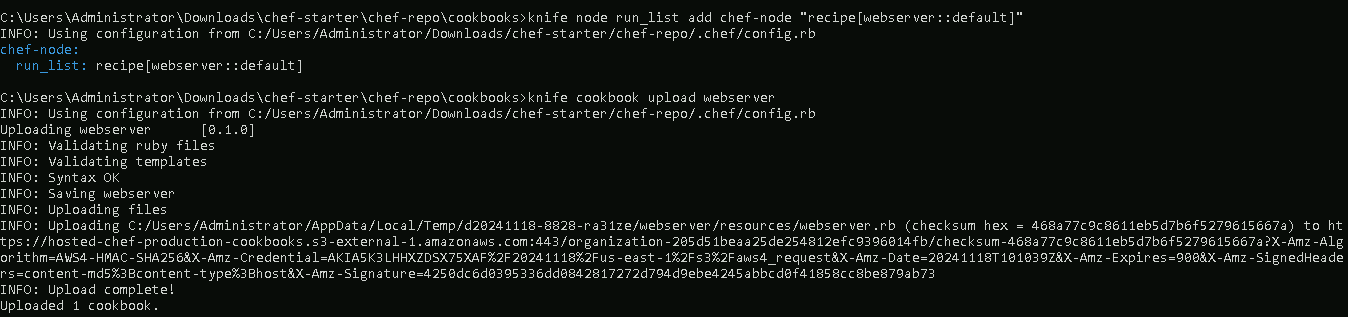 C:\Users\Administrator\Downloads\chef-starter\chef-repo\cookbooks>knife node run_list add chef-node "recipe[webserver::default]"
INFO: Using configuration from C:/Users/Administrator/Downloads/chef-starter/chef-repo/.chef/config.rb
chef-node:
  run_list: recipe[webserver::default]
C:\Users\Administrator\Downloads\chef-starter\chef-repo\cookbooks>knife cookbook upload webserver
INFO: Using configuration from C:/Users/Administrator/Downloads/chef-starter/chef-repo/.chef/config.rb
Uploading webserver      [0.1.0]
INFO: Validating ruby files
INFO: Validating templates
INFO: Syntax OK
INFO: Saving webserver
INFO: Uploading files
INFO: Uploading C:/Users/Administrator/AppData/Local/Temp/d20241118-8828-ra31ze/webserver/resources/webserver.rb (checksum hex = 468a77c9c8611eb5d7b6f5279615667a) to ht
tps://hosted-chef-production-cookbooks.s3-external-1.amazonaws.com:443/organization-205d51beaa25de254812efc9396014fb/checksum-468a77c9c8611eb5d7b6f5279615667a?X-Amz-Alg
orithm=AWS4-HMAC-SHA256&X-Amz-Credential=AKIA5K3LHHXZDSX75XAF%2F20241118%2Fus-east-1%2Fs3%2Faws4_request&X-Amz-Date=20241118T101039Z&X-Amz-Expires=900&X-Amz-SignedHeade
rs=content-md5%3Bcontent-type%3Bhost&X-Amz-Signature=4250dc6d0395336dd0842817272d794d9ebe4245abbcd0f41858cc8be879ab73
INFO: Upload complete!
Uploaded 1 cookbook.